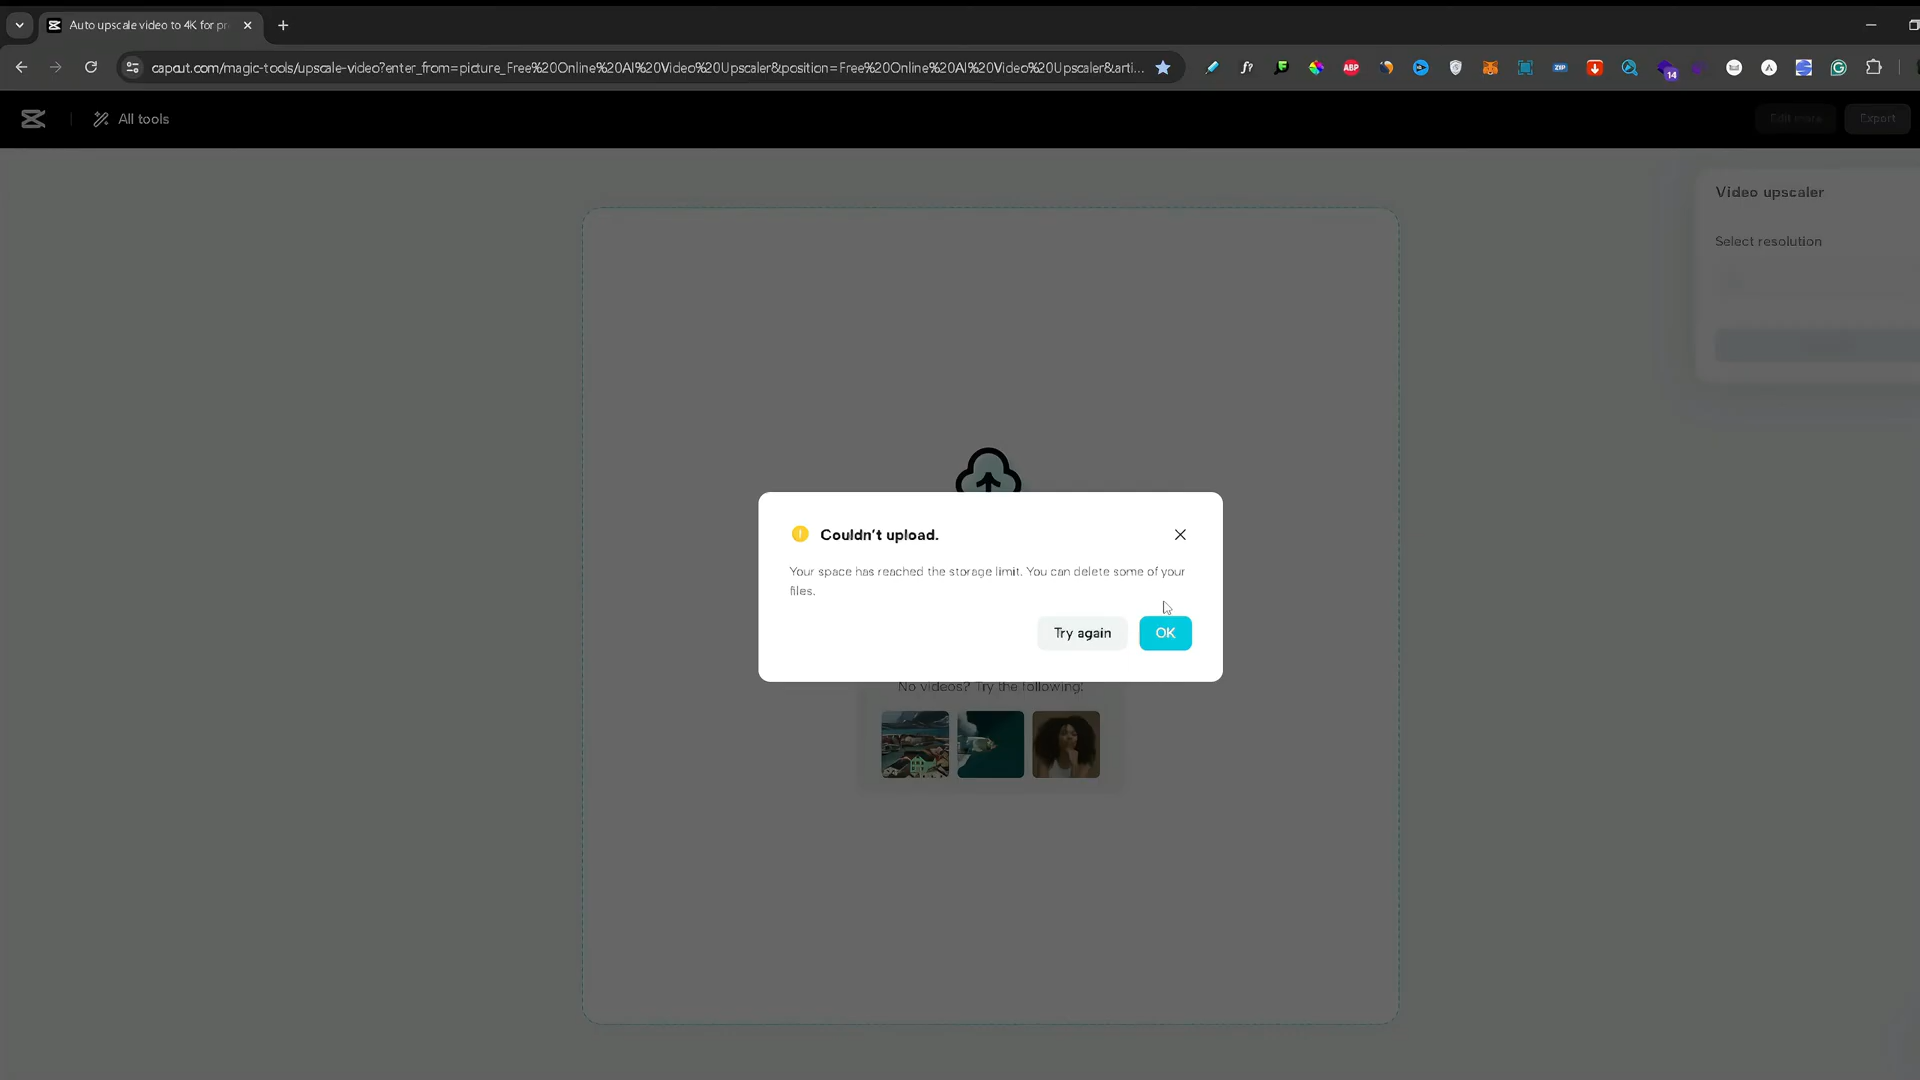 Auto upscale video to 4K for pr
capcut.com/magic-tools/upscale-video?enter_from=picture_Free%20Online%20AI%20Video%20Upscaler&position=Free%20Online%20AI%20Video%20Upscaler&arti...
f?
ABP
ZIP
14
All tools
Edit more
Export
Video upscaler
Select resolution
Couldn't upload.
Your space has reached the storage limit. You can delete some of your
files.
Try again
OK
No videos? Try the following: